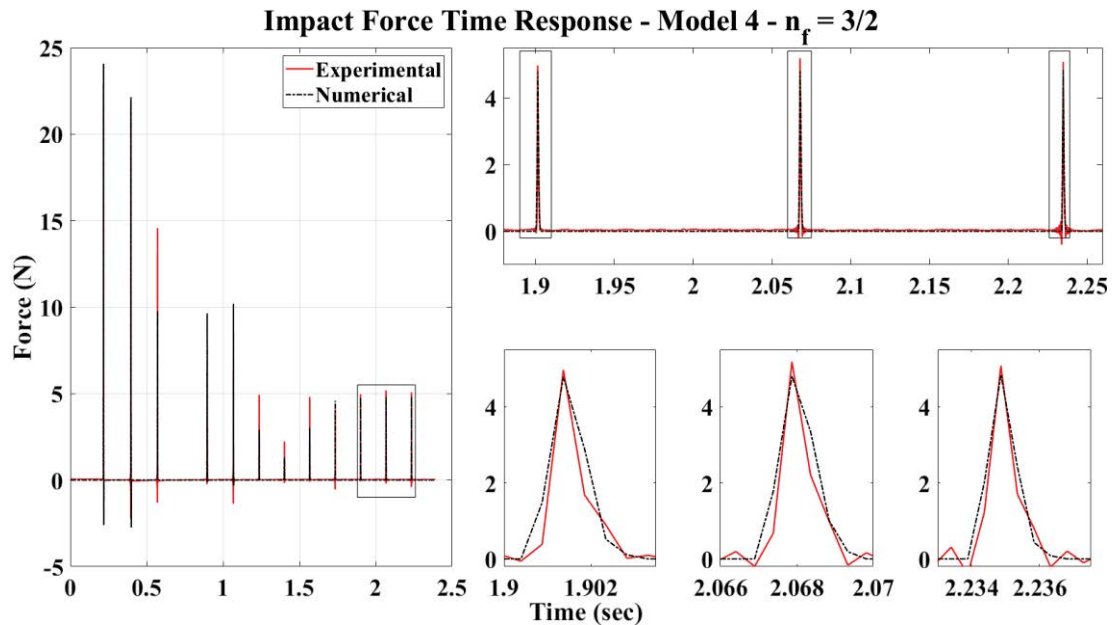 Impact Force Time Response - Model 4 - n_f = 3/2
Experimental
Numerical
Force (N)
25
20
15
10
5
0
-5
0 0.5 1 1.5 2 2.5
4
2
0
1.9 1.95 2 2.05 2.1 2.15 2.2 2.25
4
2
0
1.9 1.902
4
2
0
2.066 2.068 2.07
4
2
0
2.234 2.236
Time (sec)